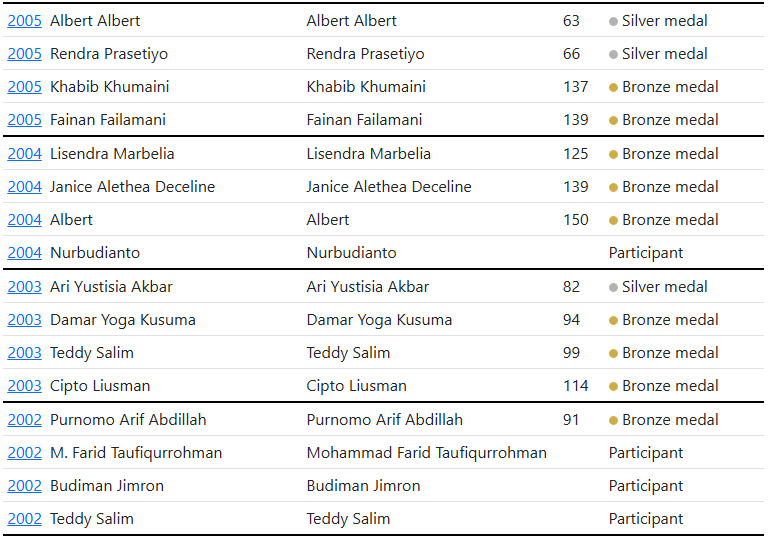 2005 Albert Albert Albert Albert 63 Silver medal
2005 Rendra Prasetiyo Rendra Prasetiyo 66 Silver medal
2005 Khabib Khumaini Khabib Khumaini 137 Bronze medal
2005 Fainan Failamani Fainan Failamani 139 Bronze medal
2004 Lisendra Marbelia Lisendra Marbelia 125 Bronze medal
2004 Janice Alethea Deceline Janice Alethea Deceline 139 Bronze medal
2004 Albert Albert 150 Bronze medal
2004 Nurbudianto Nurbudianto Participant
2003 Ari Yustisia Akbar Ari Yustisia Akbar 82 Silver medal
2003 Damar Yoga Kusuma Damar Yoga Kusuma 94 Bronze medal
2003 Teddy Salim Teddy Salim 99 Bronze medal
2003 Cipto Liusman Cipto Liusman 114 Bronze medal
2002 Purnomo Arif Abdillah Purnomo Arif Abdillah 91 Bronze medal
2002 M. Farid Taufiqurrohman Mohammad Farid Taufiqurrohman Participant
2002 Budiman Jimron Budiman Jimron Participant
2002 Teddy Salim Teddy Salim Participant